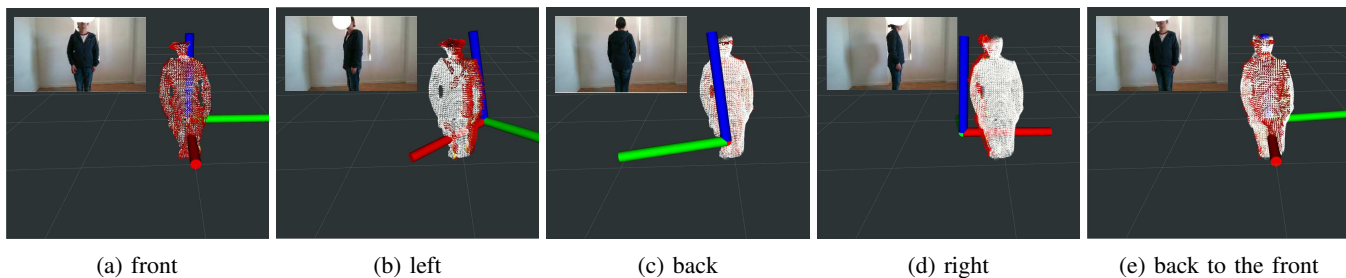 (a) front
(b) left
(c) back
(d) right
(e) back to the front